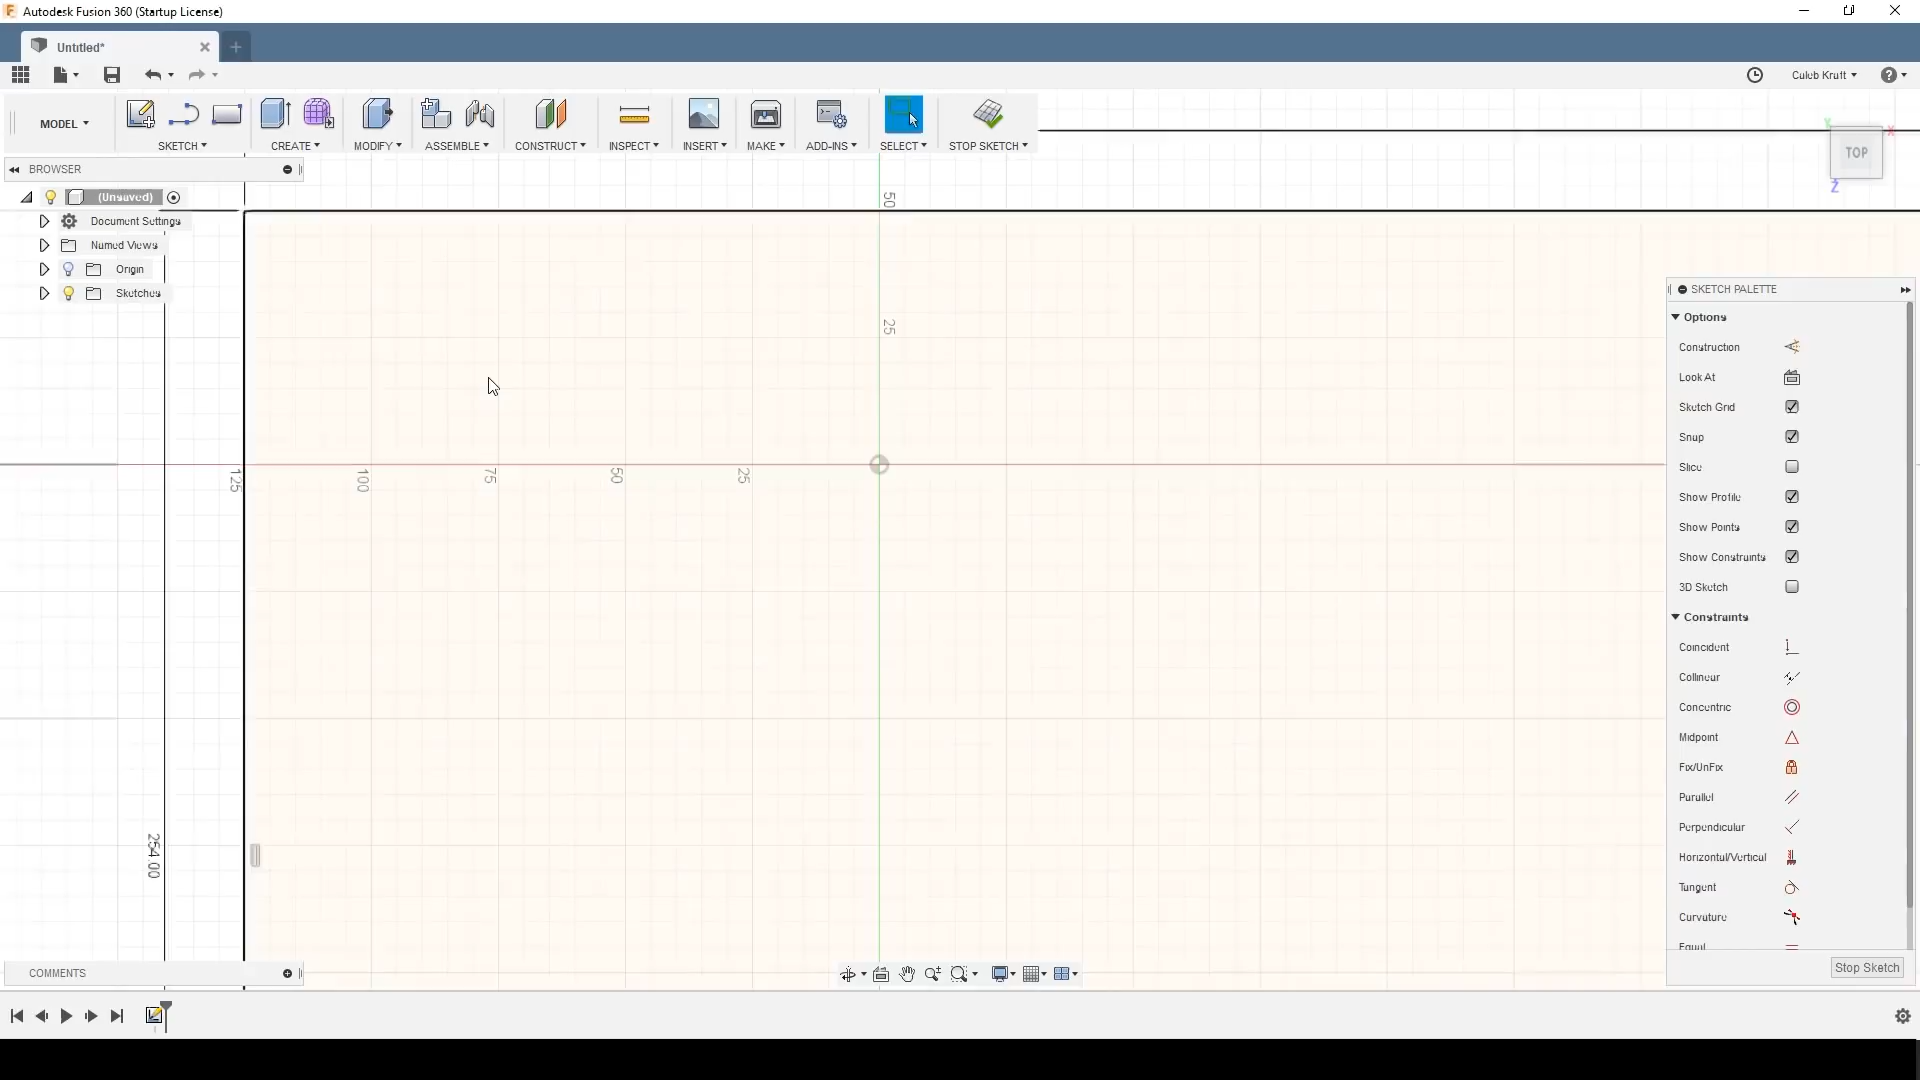 Autodesk Fusion 360 (Startup License)
Untitled*
Caleb Kraft
MODEL
SKETCH
CREATE
MODIFY
ASSEMBLE
CONSTRUCT
INSPECT
INSERT
MAKE
ADD-INS
SELECT
STOP SKETCH
TOP
X
Y
Z
BROWSER
(Unsaved)
Document Settings
Named Views
Origin
Sketches
50
25
125
100
75
50
25
254.00
SKETCH PALETTE
Options
Construction
Look At
Sketch Grid
Snap
Slice
Show Profile
Show Points
Show Constraints
3D Sketch
Constraints
Coincident
Collinear
Concentric
Midpoint
Fix/UnFix
Parallel
Perpendicular
Horizontal/Vertical
Tangent
Curvature
Equal
Stop Sketch
COMMENTS